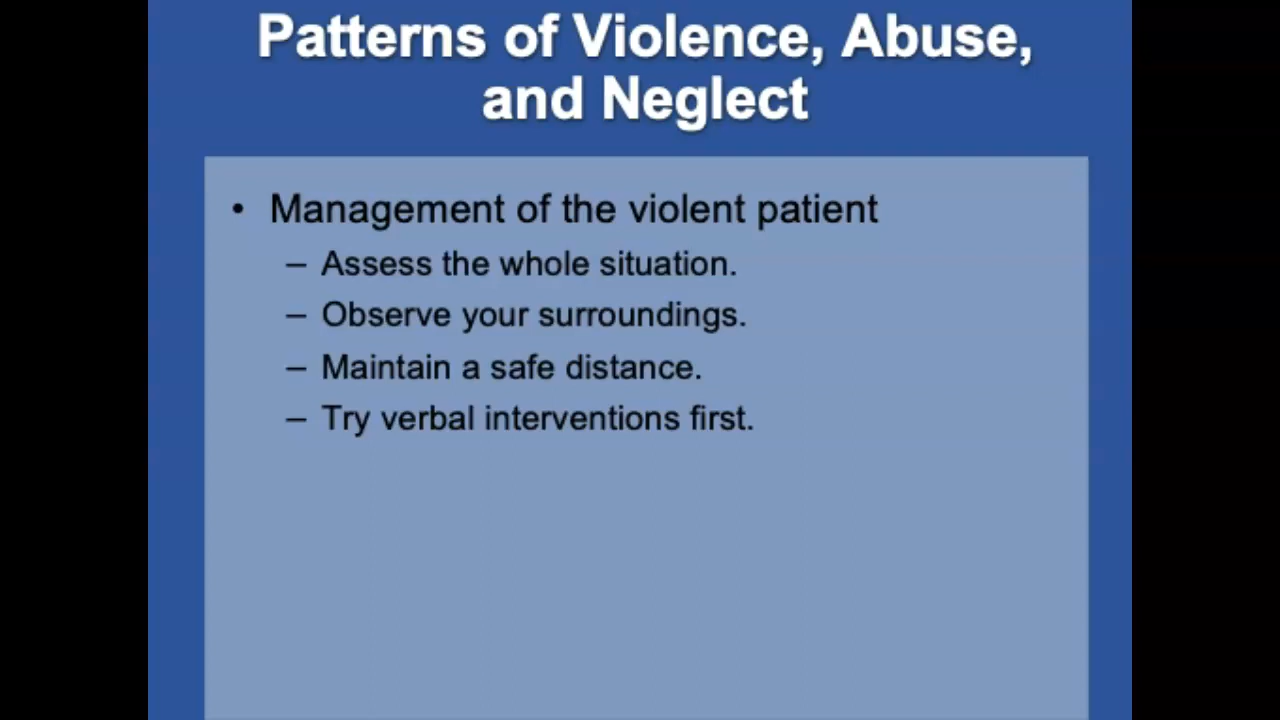 Patterns of Violence, Abuse,
and Neglect
• Management of the violent patient
– Assess the whole situation.
– Observe your surroundings.
– Maintain a safe distance.
– Try verbal interventions first.